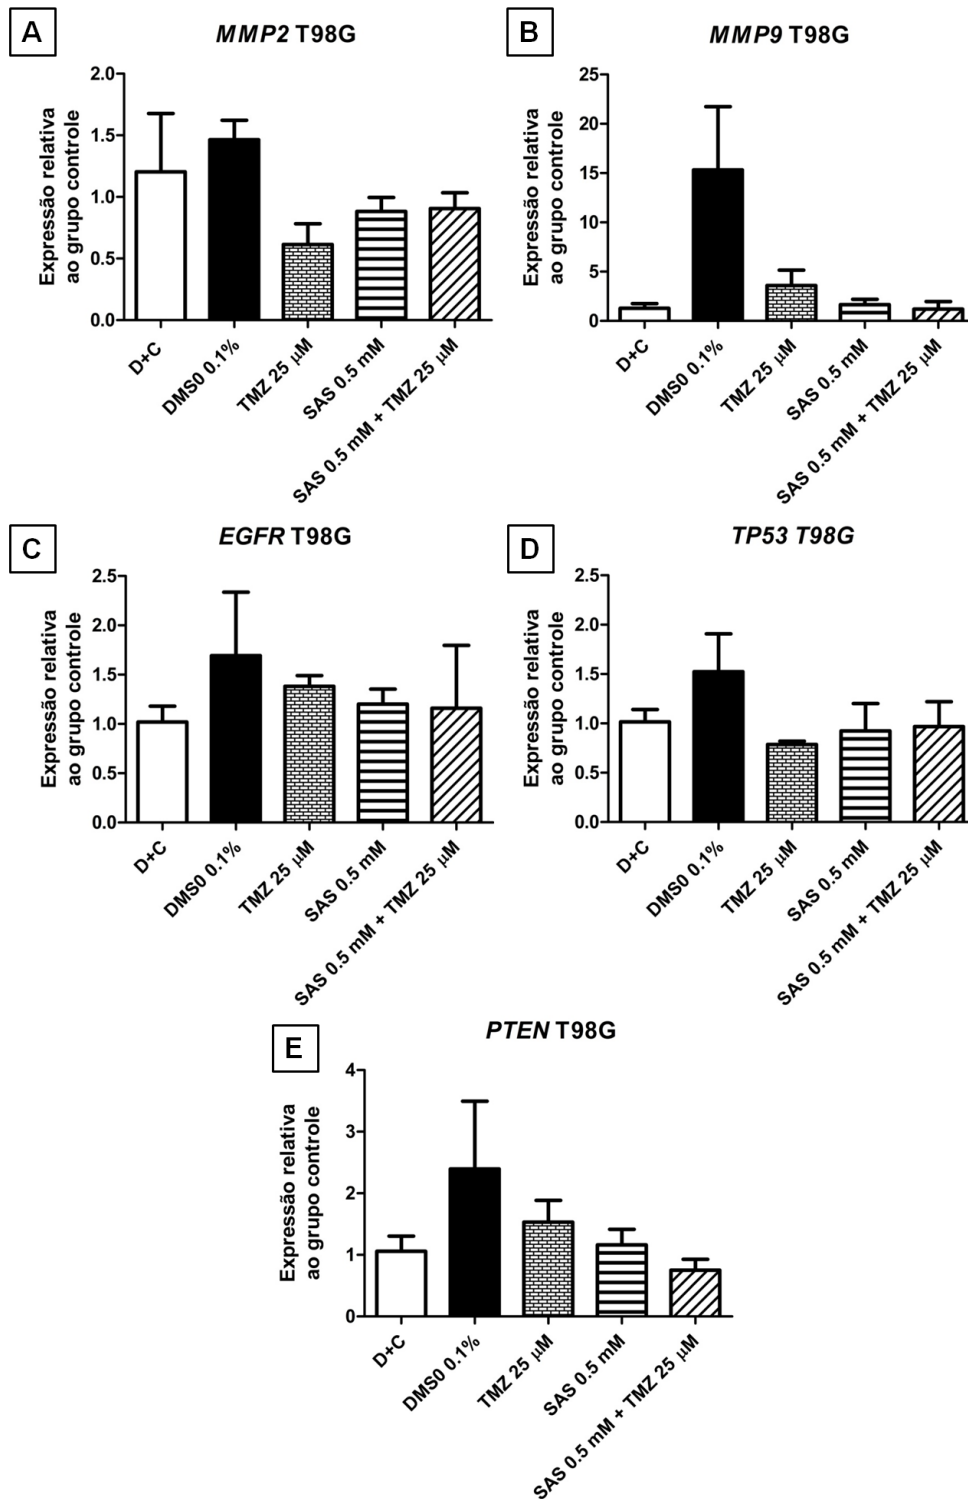 A
MMP2 T98G
Expressão relativa
ao grupo controle
2.0
1.5
1.0
0.5
0.0
D+C
DMS0 0.1%
TMZ 25 μM
SAS 0.5 mM
SAS 0.5 mM + TMZ 25 μM
B
MMP9 T98G
Expressão relativa
ao grupo controle
25
20
15
10
5
0
D+C
DMS0 0.1%
TMZ 25 μM
SAS 0.5 mM
SAS 0.5 mM + TMZ 25 μM
C
EGFR T98G
Expressão relativa
ao grupo controle
2.5
2.0
1.5
1.0
0.5
0.0
D+C
DMS0 0.1%
TMZ 25 μM
SAS 0.5 mM
SAS 0.5 mM + TMZ 25 μM
D
TP53 T98G
Expressão relativa
ao grupo controle
2.5
2.0
1.5
1.0
0.5
0.0
D+C
DMS0 0.1%
TMZ 25 μM
SAS 0.5 mM
SAS 0.5 mM + TMZ 25 μM
E
PTEN T98G
Expressão relativa
ao grupo controle
4
3
2
1
0
D+C
DMS0 0.1%
TMZ 25 μM
SAS 0.5 mM
SAS 0.5 mM + TMZ 25 μM